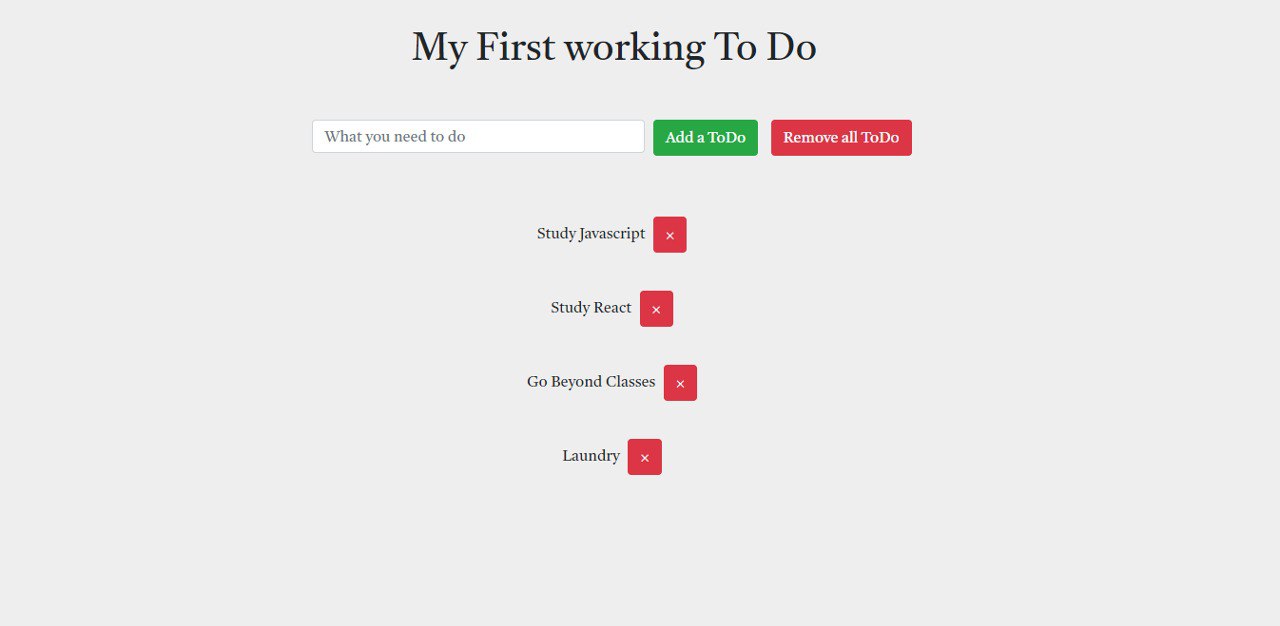 My First working To Do
What you need to do Add a ToDo Remove all ToDo
Study Javascript ×
Study React ×
Go Beyond Classes ×
Laundry ×